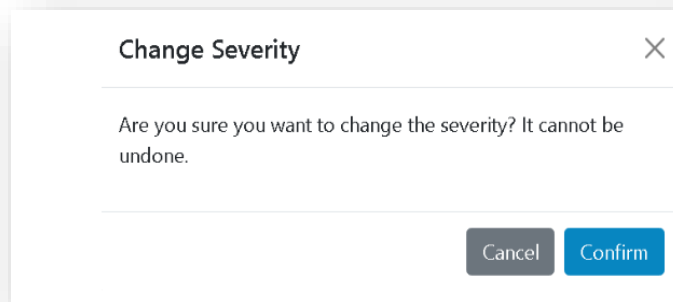 Change Severity
Are you sure you want to change the severity? It cannot be
undone.
Cancel Confirm